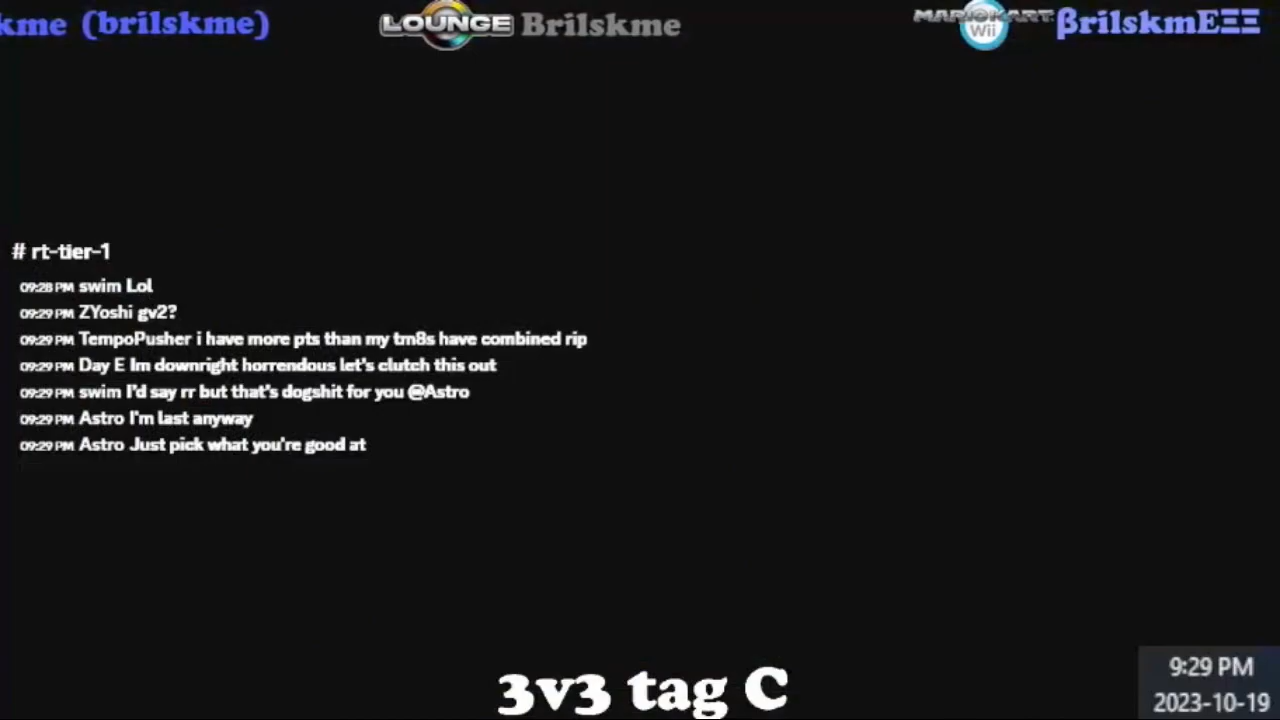 kme (brilskme)
LOUNGE Brilskme
MARIOKART Wii βrilskmEΞΞ
# rt-tier-1
09:28 PM swim Lol
09:29 PM ZYoshi gv2?
09:29 PM TempoPusher i have more pts than my tm8s have combined rip
09:29 PM Day E Im downright horrendous let's clutch this out
09:29 PM swim I'd say rr but that's dogshit for you @Astro
09:29 PM Astro I'm last anyway
09:29 PM Astro Just pick what you're good at
3v3 tag C
9:29 PM
2023-10-19